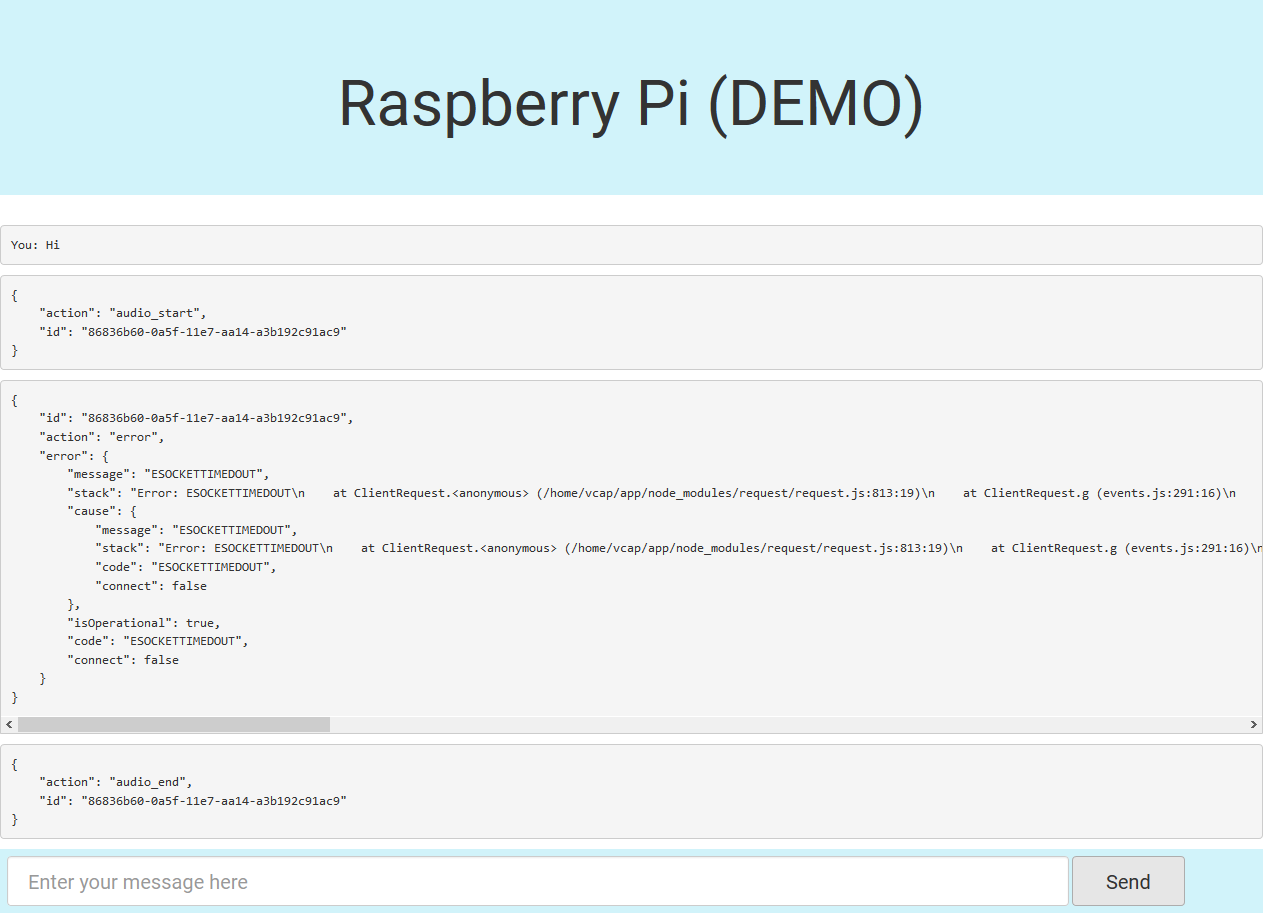 Raspberry Pi (DEMO)
You: Hi
{
    "action": "audio_start",
    "id": "86836b60-0a5f-11e7-aa14-a3b192c91ac9"
}
{
    "id": "86836b60-0a5f-11e7-aa14-a3b192c91ac9",
    "action": "error",
    "error": {
        "message": "ESOCKETTIMEDOUT",
        "stack": "Error: ESOCKETTIMEDOUT\n    at ClientRequest.<anonymous> (/home/vcap/app/node_modules/request/request.js:813:19)\n    at ClientRequest.g (events.js:291:16)\n
        "cause": {
            "message": "ESOCKETTIMEDOUT",
            "stack": "Error: ESOCKETTIMEDOUT\n    at ClientRequest.<anonymous> (/home/vcap/app/node_modules/request/request.js:813:19)\n    at ClientRequest.g (events.js:291:16)\n
            "code": "ESOCKETTIMEDOUT",
            "connect": false
        },
        "isOperational": true,
        "code": "ESOCKETTIMEDOUT",
        "connect": false
    }
}
{
    "action": "audio_end",
    "id": "86836b60-0a5f-11e7-aa14-a3b192c91ac9"
}
Enter your message here
Send